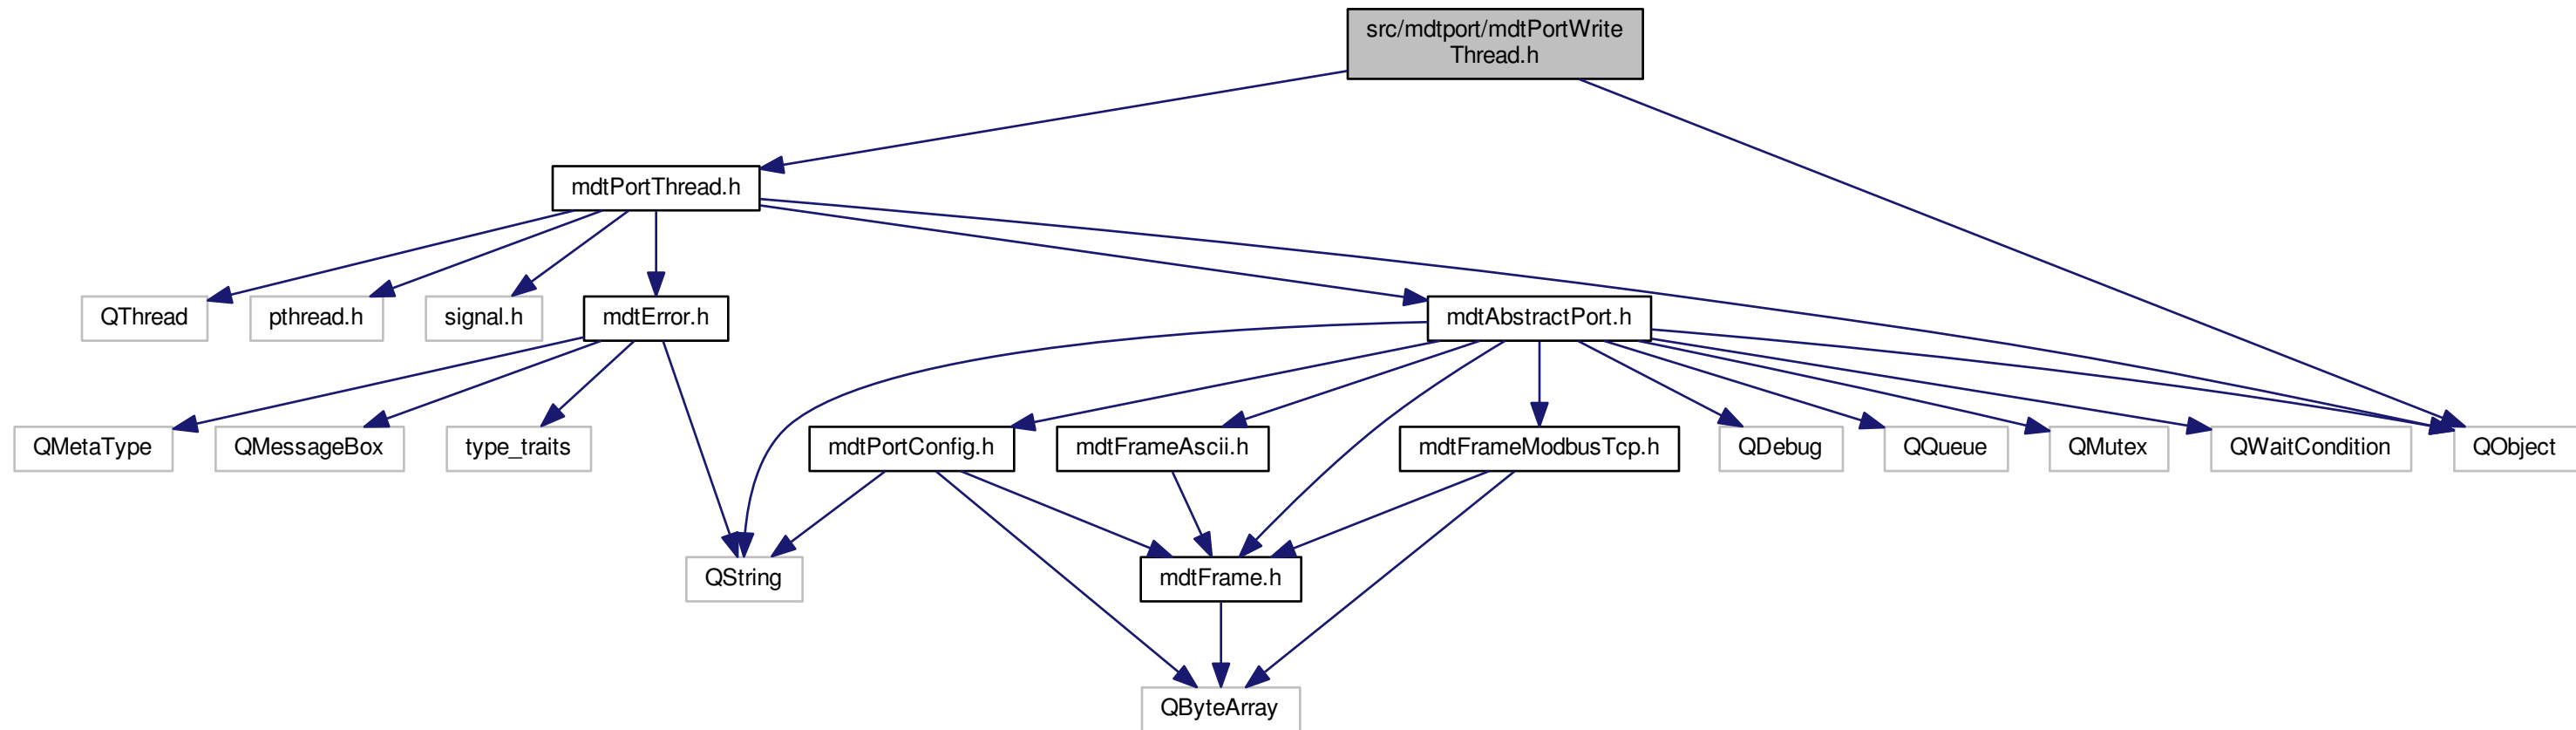 src/mdtport/mdtPortWrite
Thread.h
mdtPortThread.h
QThread
pthread.h
signal.h
mdtError.h
mdtAbstractPort.h
QMetaType
QMessageBox
type_traits
mdtPortConfig.h
mdtFrameAscii.h
mdtFrameModbusTcp.h
QDebug
QQueue
QMutex
QWaitCondition
QObject
QString
mdtFrame.h
QByteArray